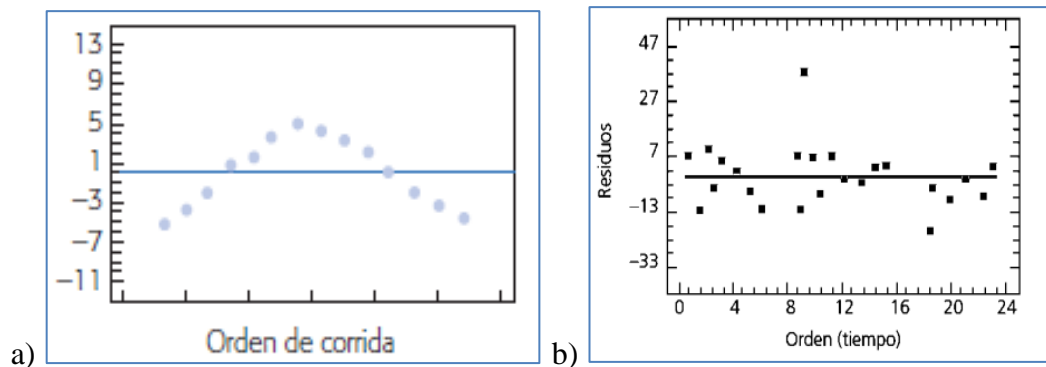 13
9
5
1
−3
−7
−11
Orden de corrida
a)
47
27
7
−13
−33
Residuos
0 4 8 12 16 20 24
Orden (tiempo)
b)